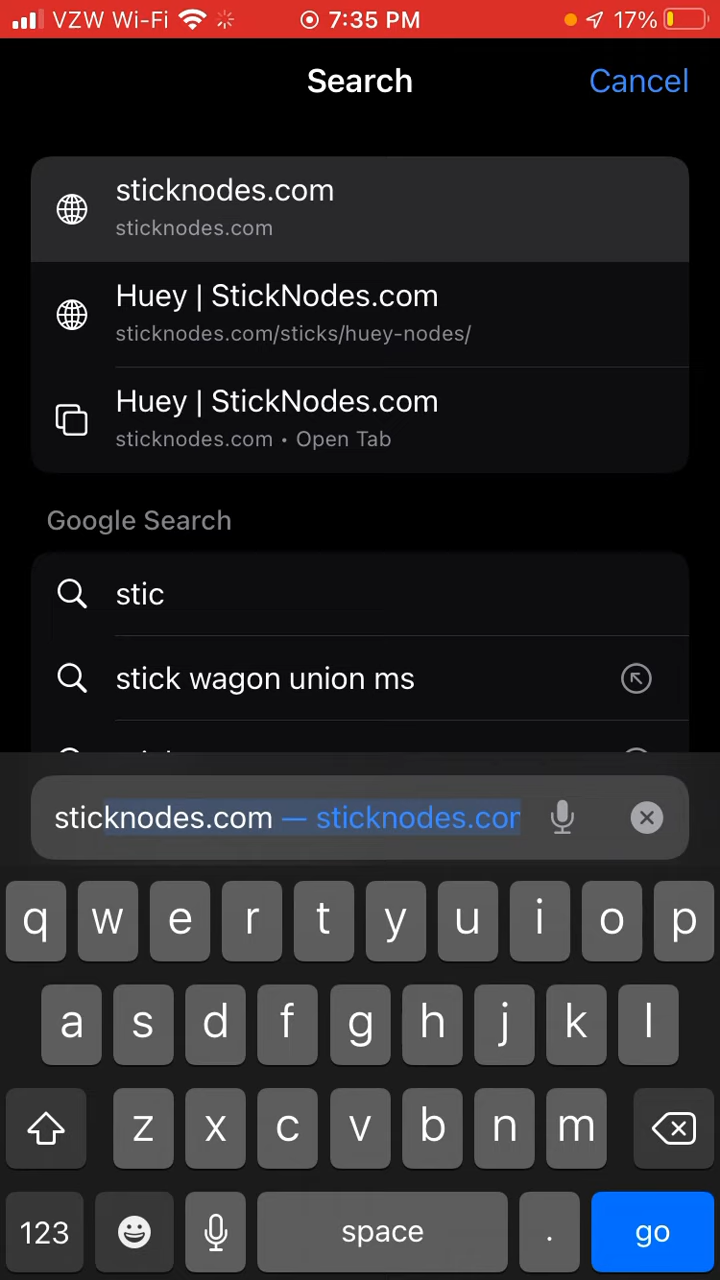 VZW Wi-Fi 7:35 PM 17%
Search Cancel
sticknodes.com
sticknodes.com
Huey | StickNodes.com
sticknodes.com/sticks/huey-nodes/
Huey | StickNodes.com
sticknodes.com • Open Tab
Google Search
stic
stick wagon union ms
sticknodes.com — sticknodes.cor
q w e r t y u i o p
a s d f g h j k l
z x c v b n m
123 space . go